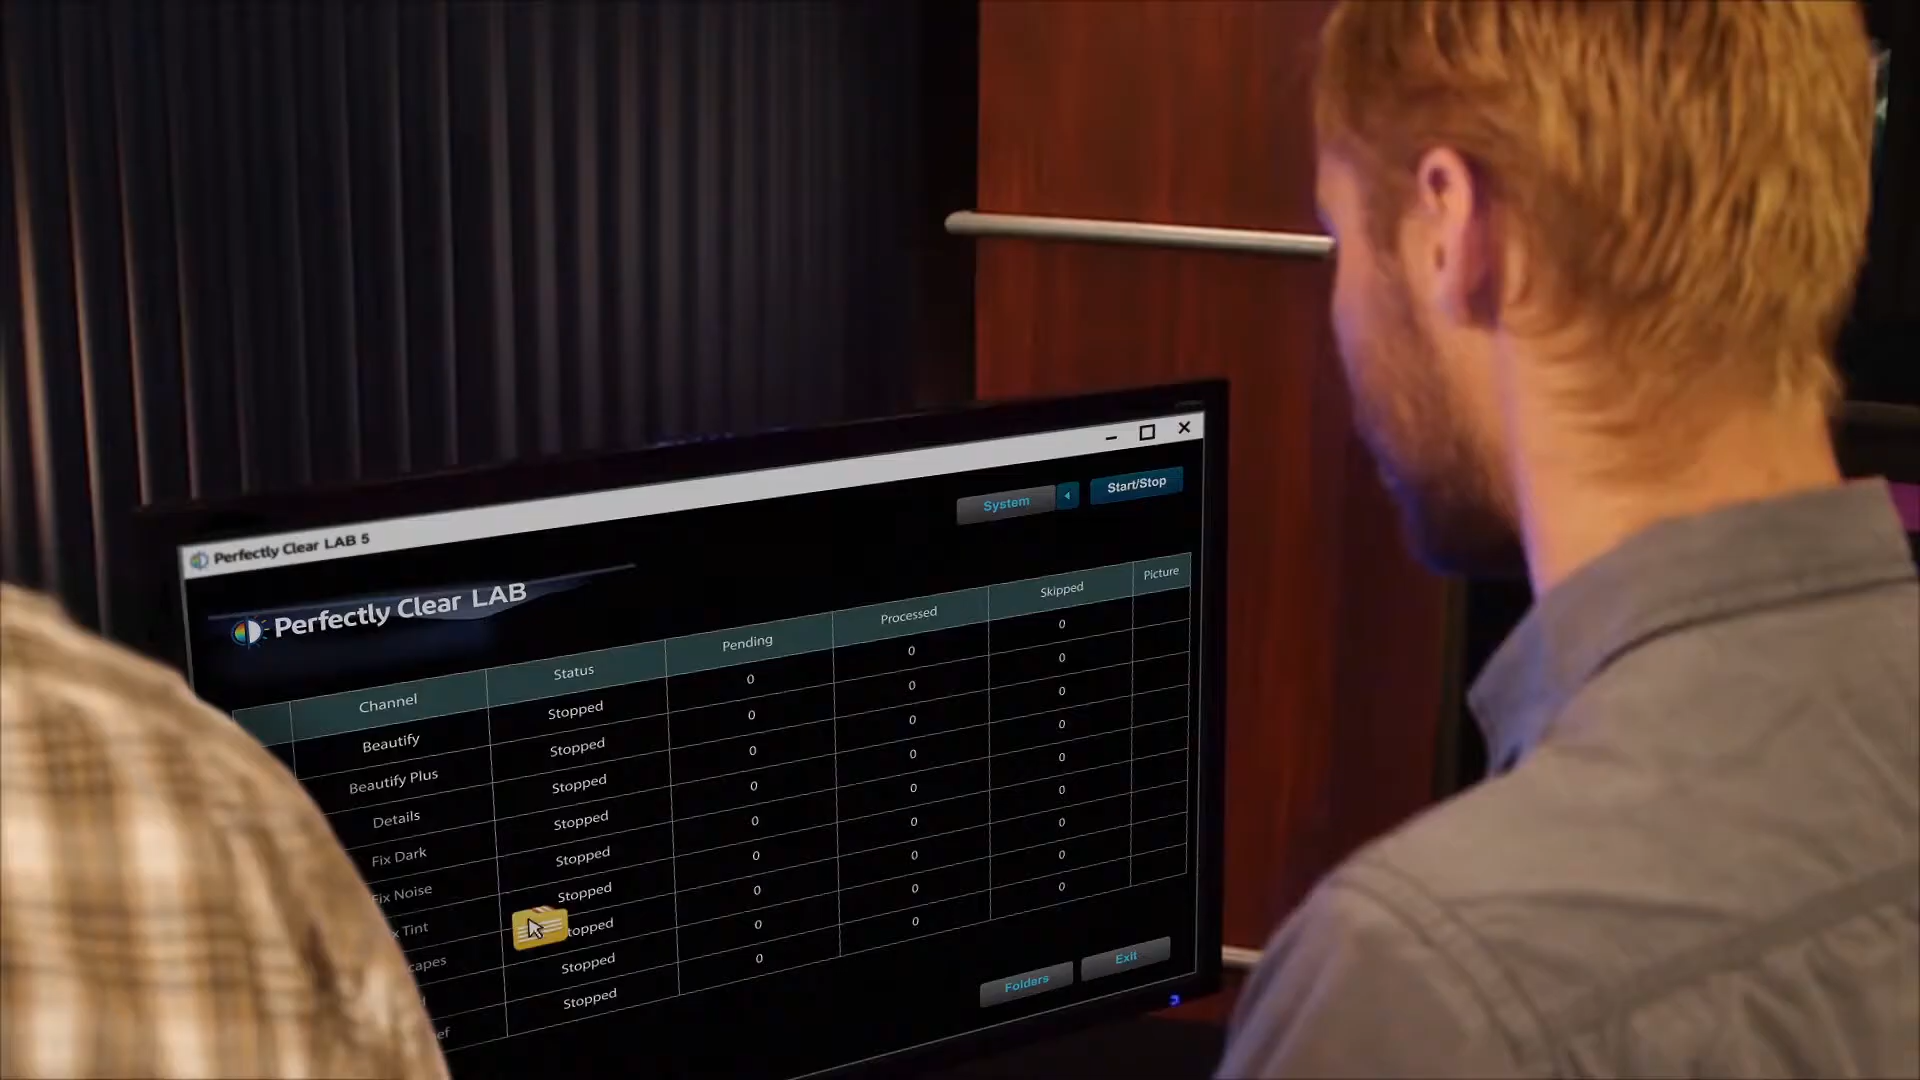 Perfectly Clear LAB 5
System Start/Stop
Perfectly Clear LAB
Channel Status Pending Processed Skipped Picture
Beautify Stopped 0 0 0
Beautify Plus Stopped 0 0 0
Details Stopped 0 0 0
Fix Dark Stopped 0 0 0
Fix Noise Stopped 0 0 0
Tint Stopped 0 0 0
topped 0 0 0
Stopped 0 0 0
Stopped 0 0 0
Folders Exit